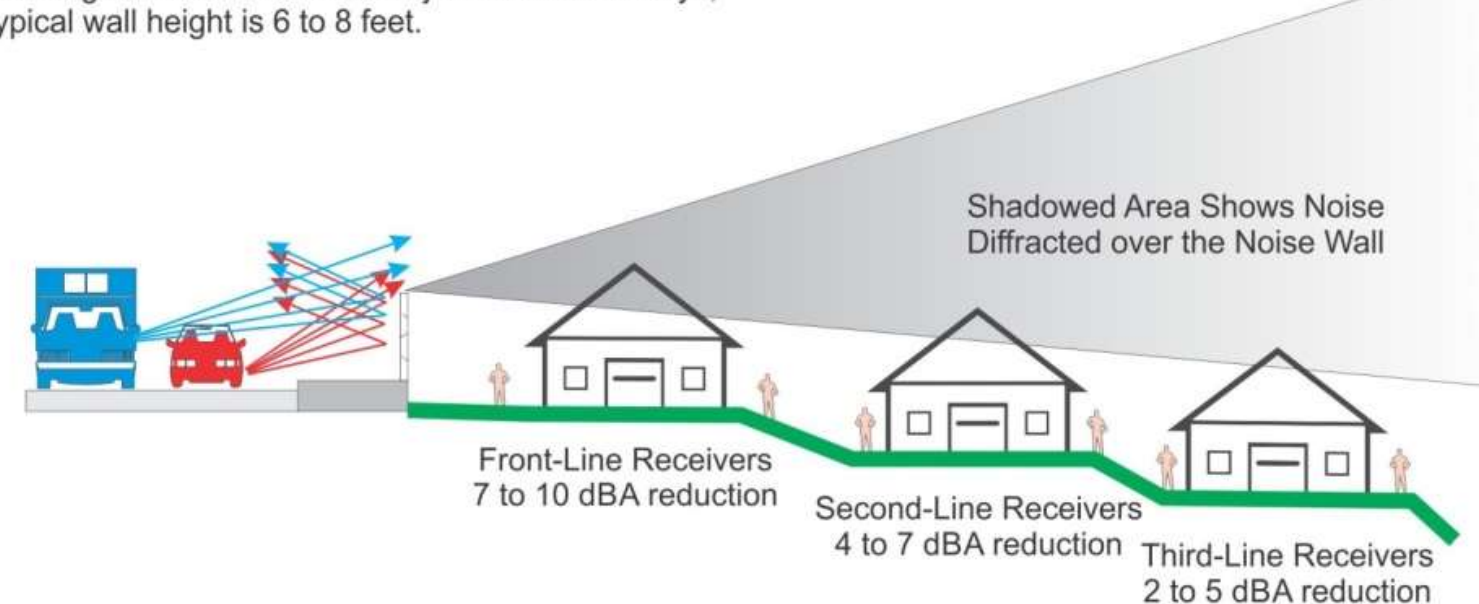 ypical wall height is 6 to 8 feet.
Shadowed Area Shows Noise
Diffracted over the Noise Wall
Front-Line Receivers
7 to 10 dBA reduction
Second-Line Receivers
4 to 7 dBA reduction
Third-Line Receivers
2 to 5 dBA reduction